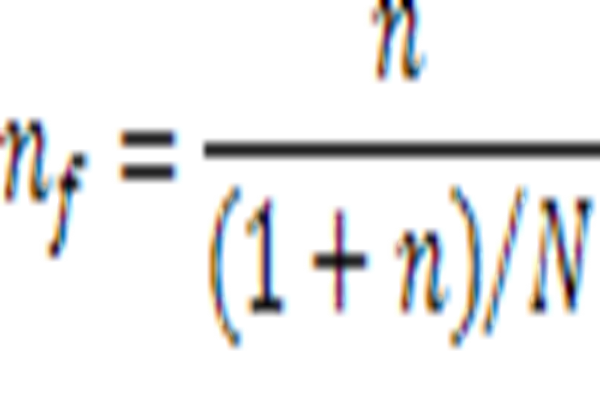 n
n_f = ―――
(1 + n)/N